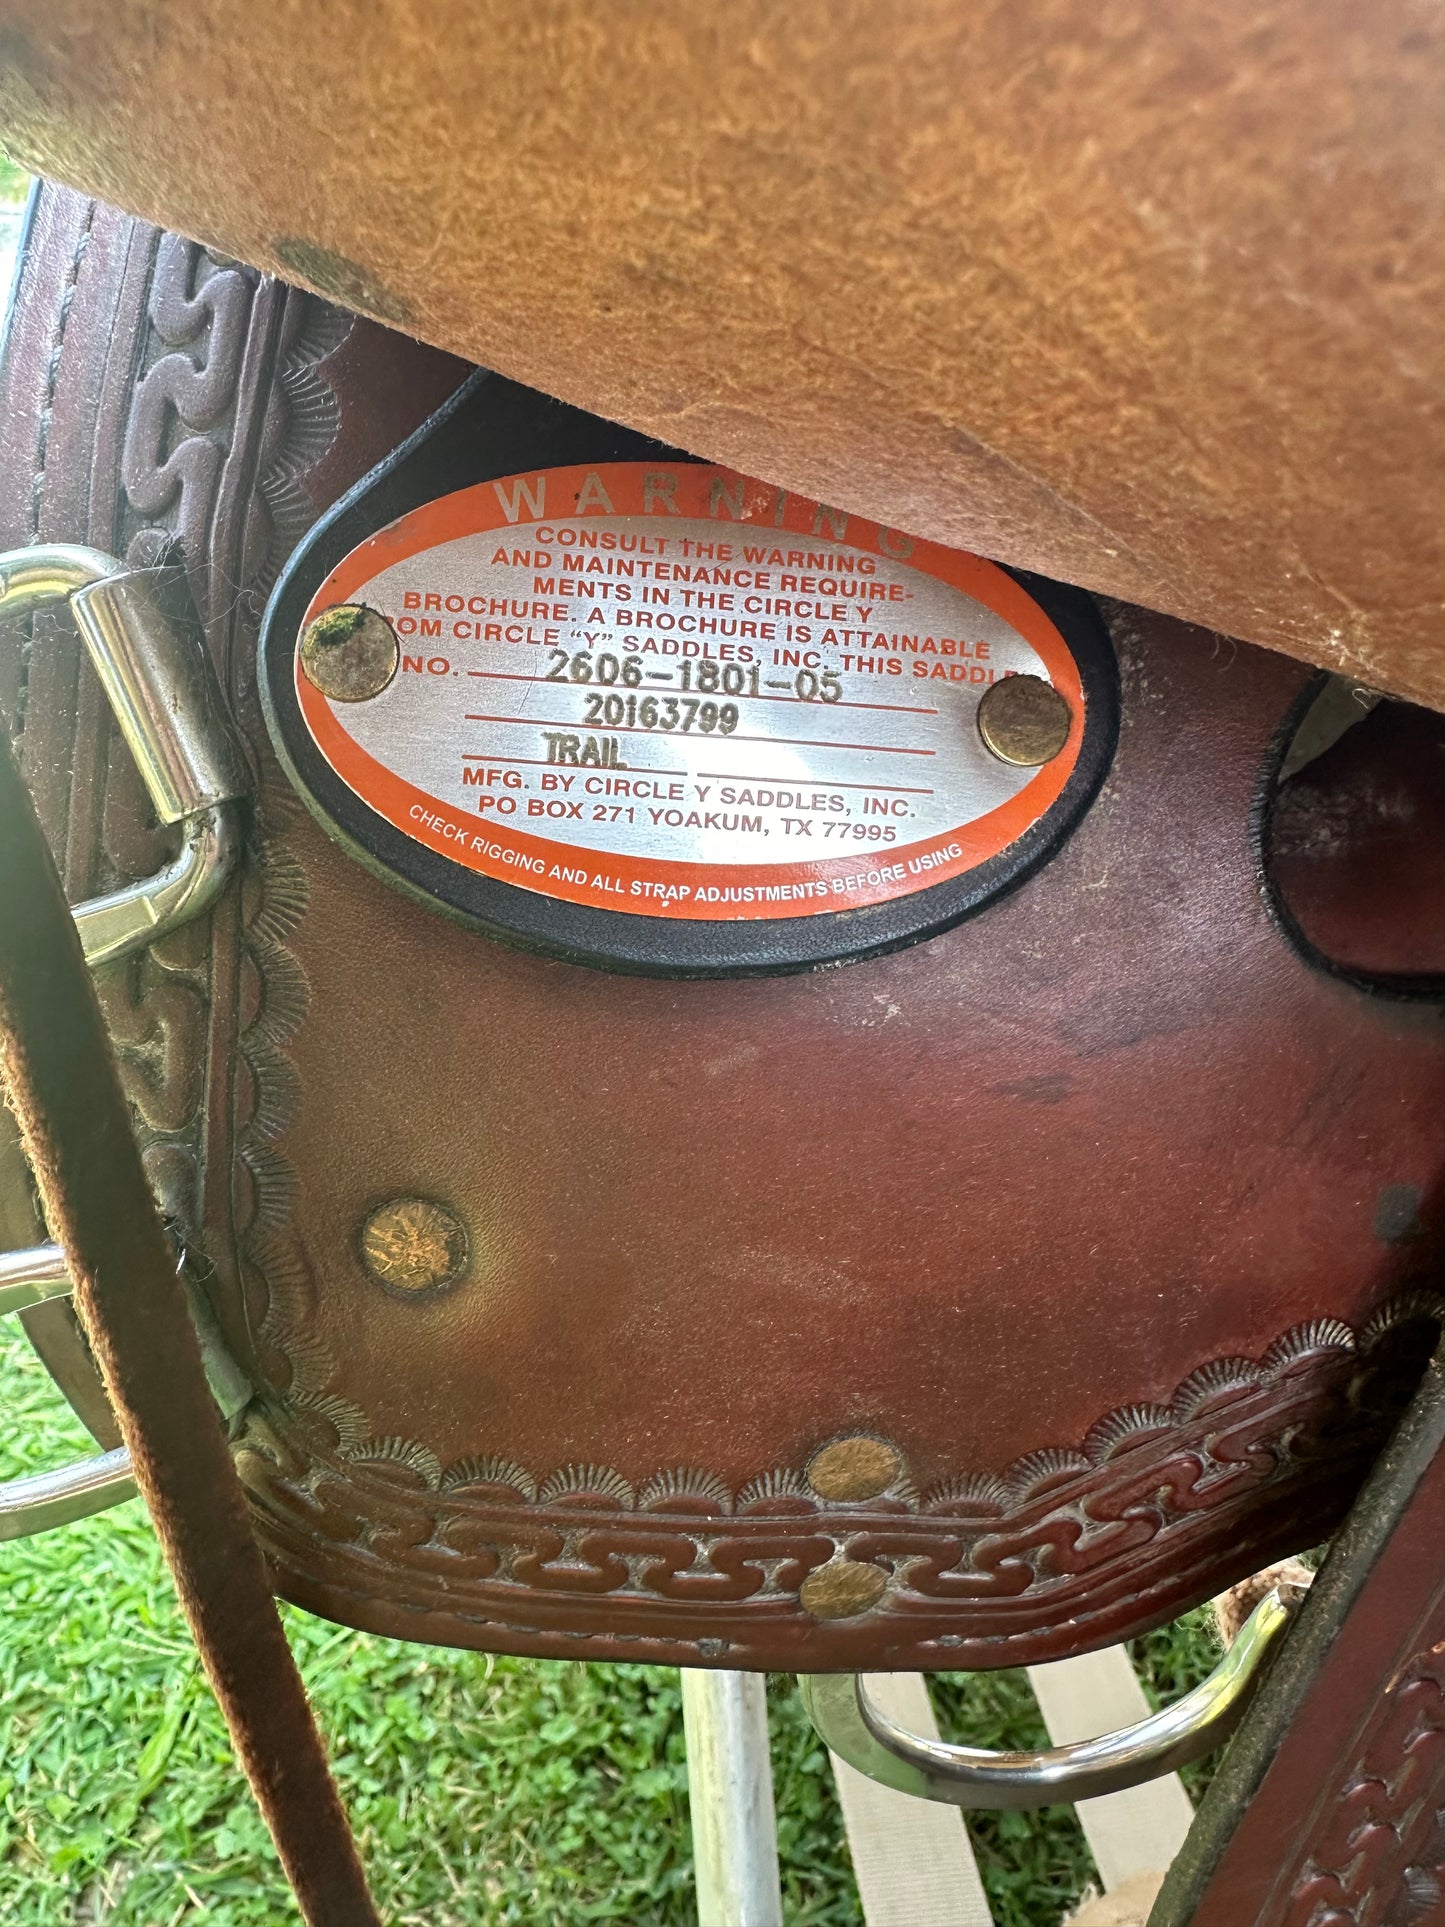 WARNING
CONSULT THE WARNING
AND MAINTENANCE REQUIRE-
MENTS IN THE CIRCLE Y
BROCHURE. A BROCHURE IS ATTAINABLE
OM CIRCLE "Y" SADDLES, INC. THIS SADDL
NO. 2606-1801-05
20163799
TRAIL
MFG. BY CIRCLE Y SADDLES, INC.
PO BOX 271 YOAKUM, TX 77995
CHECK RIGGING AND ALL STRAP ADJUSTMENTS BEFORE USING